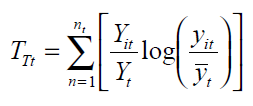 T_{Tt} = \sum_{n=1}^{n_t} \left[ \frac{Y_{it}}{Y_t} \log \left( \frac{y_{it}}{\bar{y}_t} \right) \right]